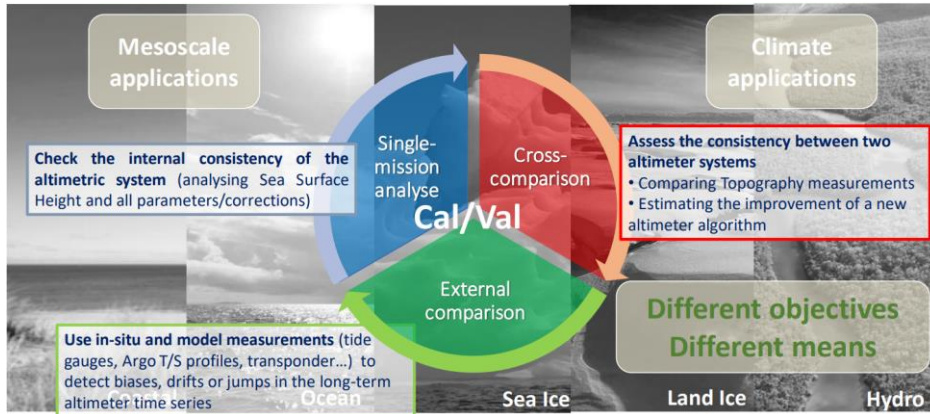 Mesoscale
applications
Climate
applications
Check the internal consistency of the
altimetric system (analysing Sea Surface
Height and all parameters/corrections)
Single-
mission
analyse
Cross-
comparison
Cal/Val
External
comparison
Assess the consistency between two
altimeter systems
• Comparing Topography measurements
• Estimating the improvement of a new
altimeter algorithm
Different objectives
Different means
Use in-situ and model measurements (tide
gauges, Argo T/S profiles, transponder...) to
detect biases, drifts or jumps in the long-term
altimeter time series
Coastal
Ocean
Sea Ice
Land Ice
Hydro